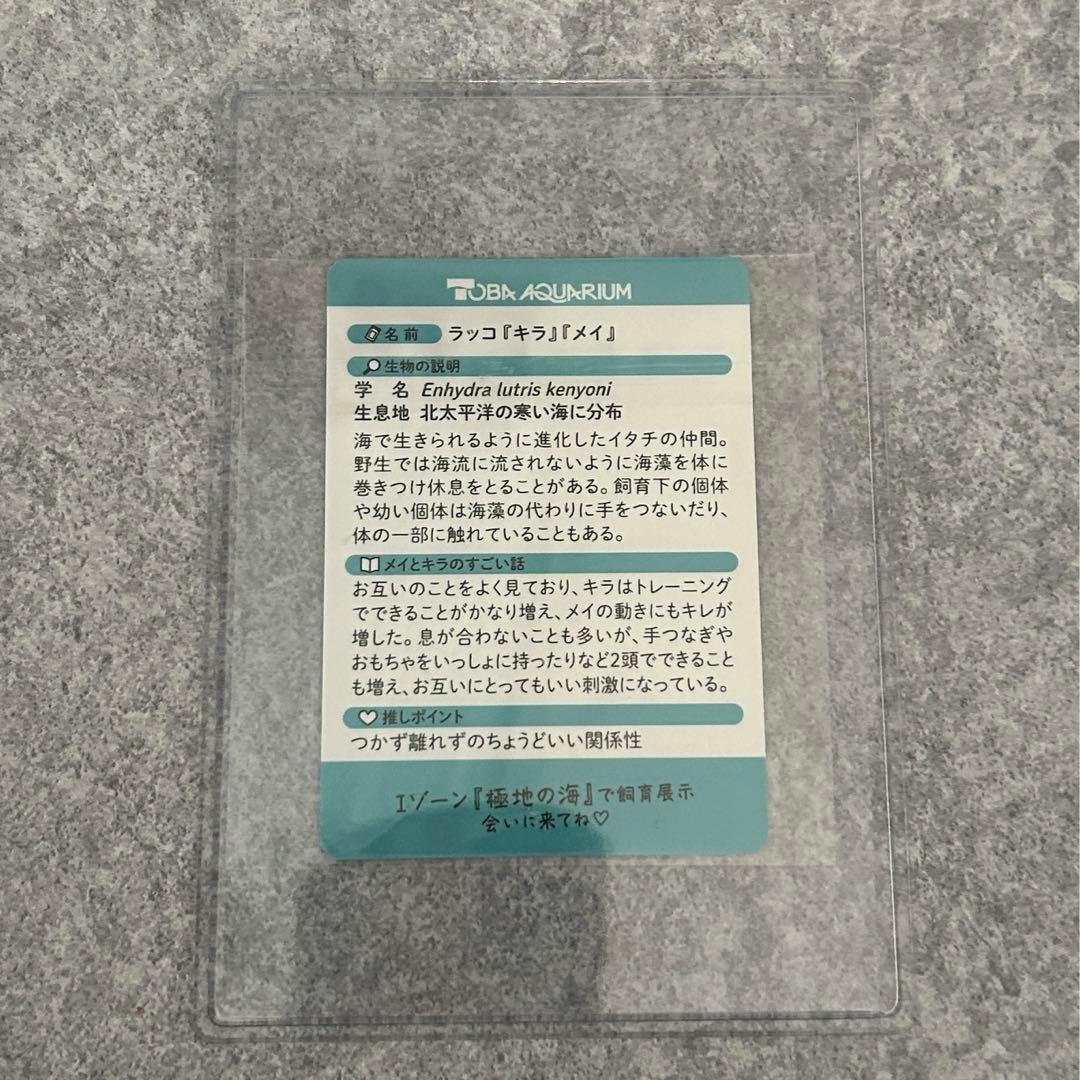 TOBA AQUARIUM
名前 ラッコ『キラ』『メイ』
生物の説明
学 名 Enhydra lutris kenyoni
生息地 北太平洋の寒い海に分布
海で生きられるように進化したイタチの仲間。
野生では海流に流されないように海藻を体に
巻きつけ休息をとることがある。飼育下の個体
や幼い個体は海藻の代わりに手をつないだり、
体の一部に触れていることもある。
メイとキラのすごい話
お互いのことをよく見ており、キラはトレーニング
でできることがかなり増え、メイの動きにもキレが
増した。息が合わないことも多いが、手つなぎや
おもちゃをいっしょに持ったりなど2頭でできること
も増え、お互いにとってもいい刺激になっている。
推しポイント
つかず離れずのちょうどいい関係性
Iゾーン『極地の海』で飼育展示
会いに来てね♡